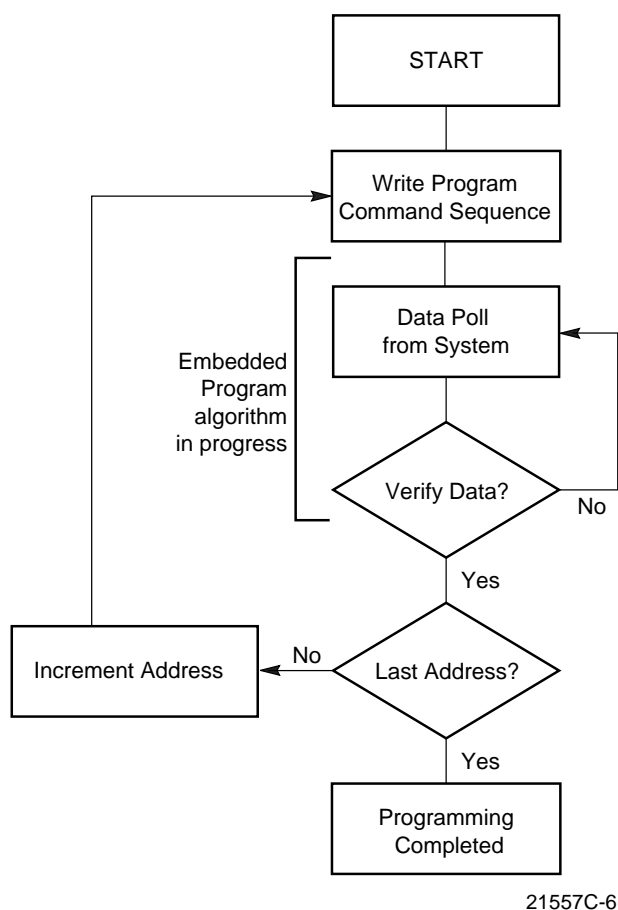 START
Write Program
Command Sequence
Data Poll
from System
Embedded
Program
algorithm
in progress
Verify Data?
No
Yes
Last Address?
No
Increment Address
Yes
Programming
Completed
21557C-6